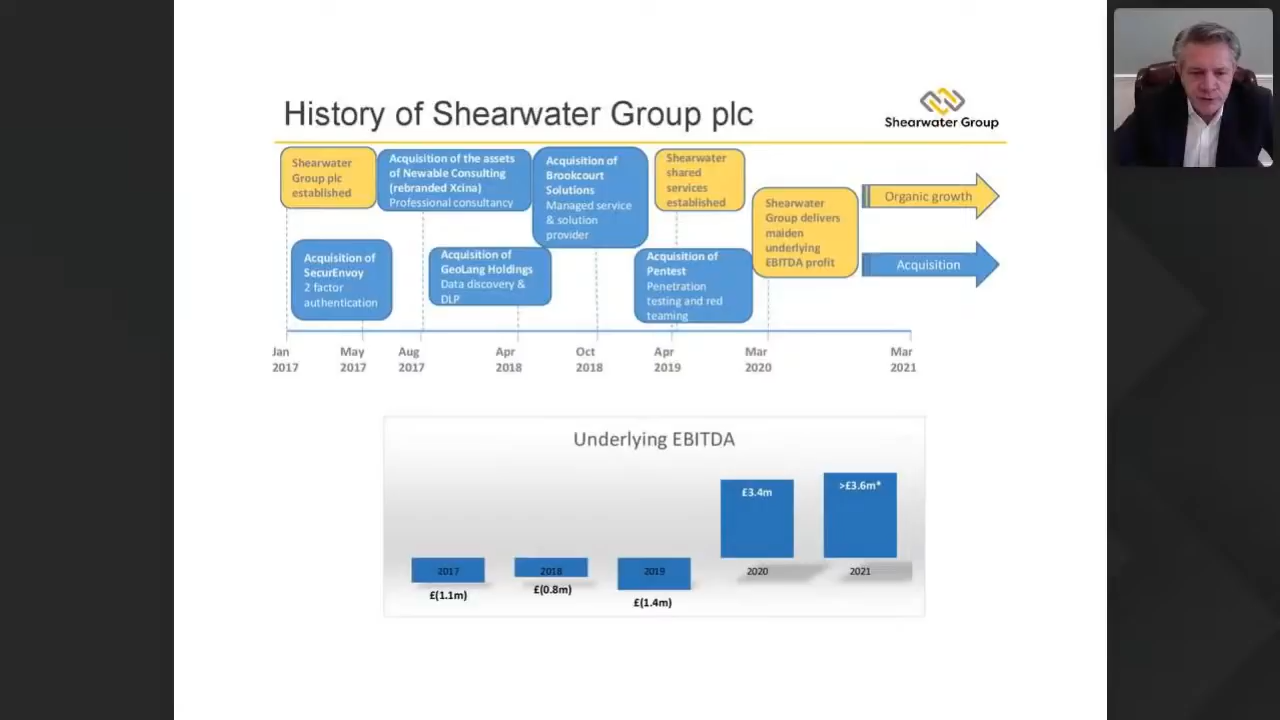 History of Shearwater Group plc
Shearwater Group
Shearwater
Group plc
established
Acquisition of the assets
of Newable Consulting
(rebranded Xcina)
Professional consultancy
Acquisition of
Brookcourt
Solutions
Managed service
& solution
provider
Shearwater
shared
services
established
Shearwater
Group delivers
maiden
underlying
EBITDA profit
Organic growth
Acquisition
Acquisition of
SecurEnvoy
2 factor
authentication
Acquisition of
GeoLang Holdings
Data discovery &
DLP
Acquisition of
Pentest
Penetration
testing and red
teaming
Jan
2017
May
2017
Aug
2017
Apr
2018
Oct
2018
Apr
2019
Mar
2020
Mar
2021
Underlying EBITDA
£3.4m
>£3.6m*
2017
2018
2019
2020
2021
£(1.1m)
£(0.8m)
£(1.4m)